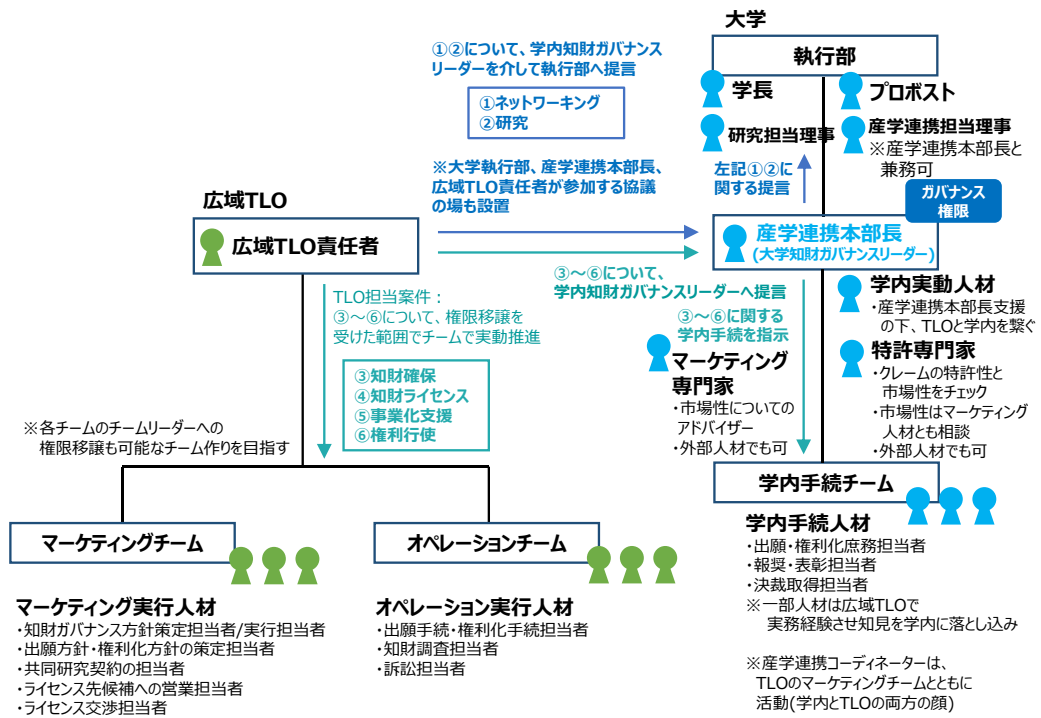 大学
執行部
学長
プロボスト
研究担当理事
産学連携担当理事
※産学連携本部長と
兼務可
①②について、学内知財ガバナンス
リーダーを介して執行部へ提言
①ネットワーキング
②研究
※大学執行部、産学連携本部長、
広域TLO責任者が参加する協議
の場も設置
左記①②に
関する提言
ガバナンス
権限
広域TLO
広域TLO責任者
産学連携本部長
(大学知財ガバナンスリーダー)
③～⑥について、
学内知財ガバナンスリーダーへ提言
TLO担当案件：
③～⑥について、権限移譲を
受けた範囲でチームで実動推進
③知財確保
④知財ライセンス
⑤事業化支援
⑥権利行使
③～⑥に関する
学内手続を指示
学内実動人材
・産学連携本部長支援
の下、TLOと学内を繋ぐ
マーケティング
専門家
・市場性についての
アドバイザー
・外部人材でも可
特許専門家
・クレームの特許性と
市場性をチェック
・市場性はマーケティング
人材とも相談
・外部人材でも可
※各チームのチームリーダーへの
権限移譲も可能なチーム作りを目指す
マーケティングチーム
オペレーションチーム
学内手続チーム
マーケティング実行人材
・知財ガバナンス方針策定担当者/実行担当者
・出願方針・権利化方針の策定担当者
・共同研究契約の担当者
・ライセンス先候補への営業担当者
・ライセンス交渉担当者
オペレーション実行人材
・出願手続・権利化手続担当者
・知財調査担当者
・訴訟担当者
学内手続人材
・出願・権利化庶務担当者
・報奨・表彰担当者
・決裁取得担当者
※一部人材は広域TLOで
実務経験させ知見を学内に落とし込み
※産学連携コーディネーターは、
TLOのマーケティングチームとともに
活動(学内とTLOの両方の顔)